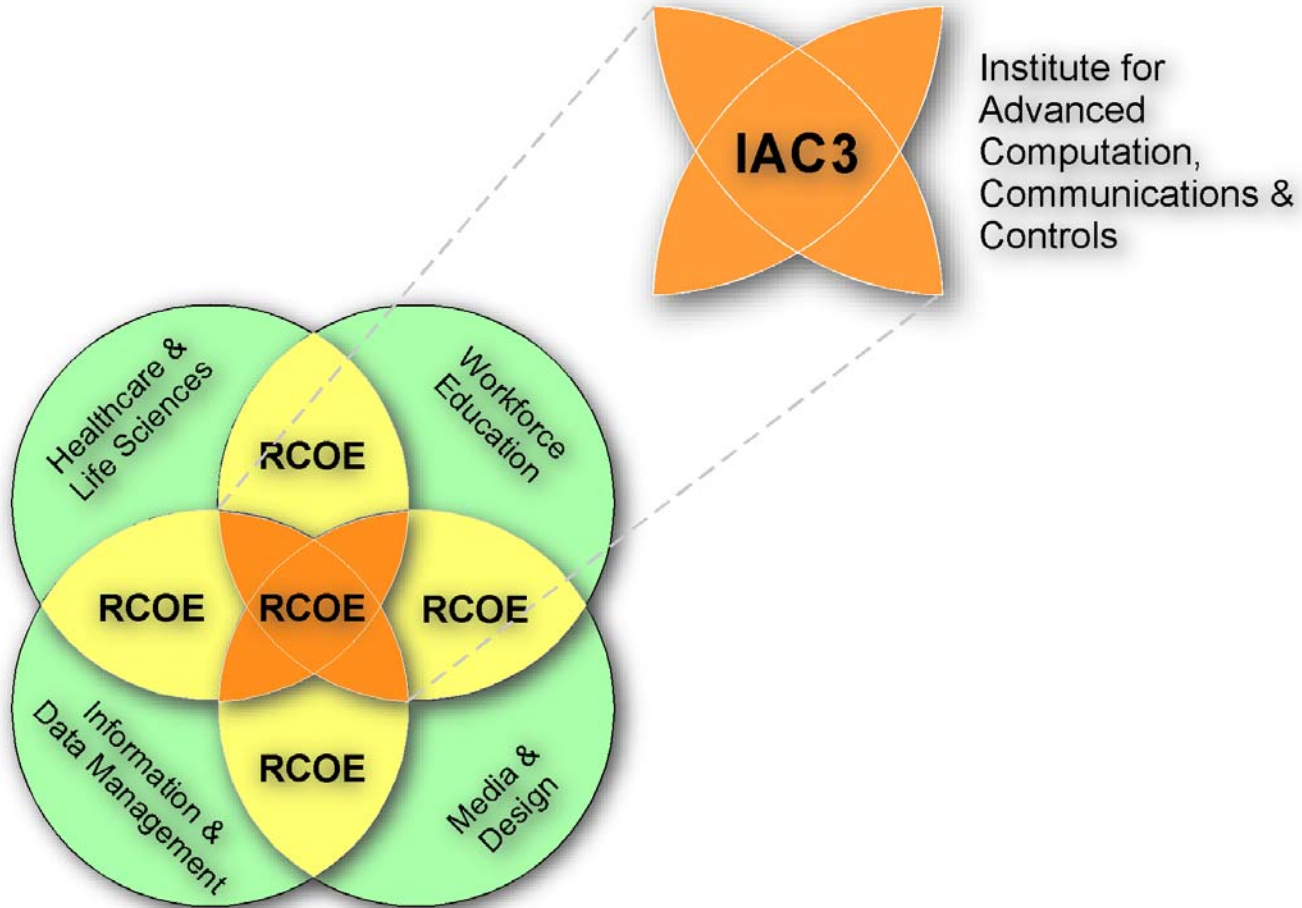 IAC3
Institute for
Advanced
Computation,
Communications &
Controls
Healthcare &
Life Sciences
Workforce
Education
RCOE
RCOE
RCOE
RCOE
RCOE
Information &
Data Management
Media &
Design